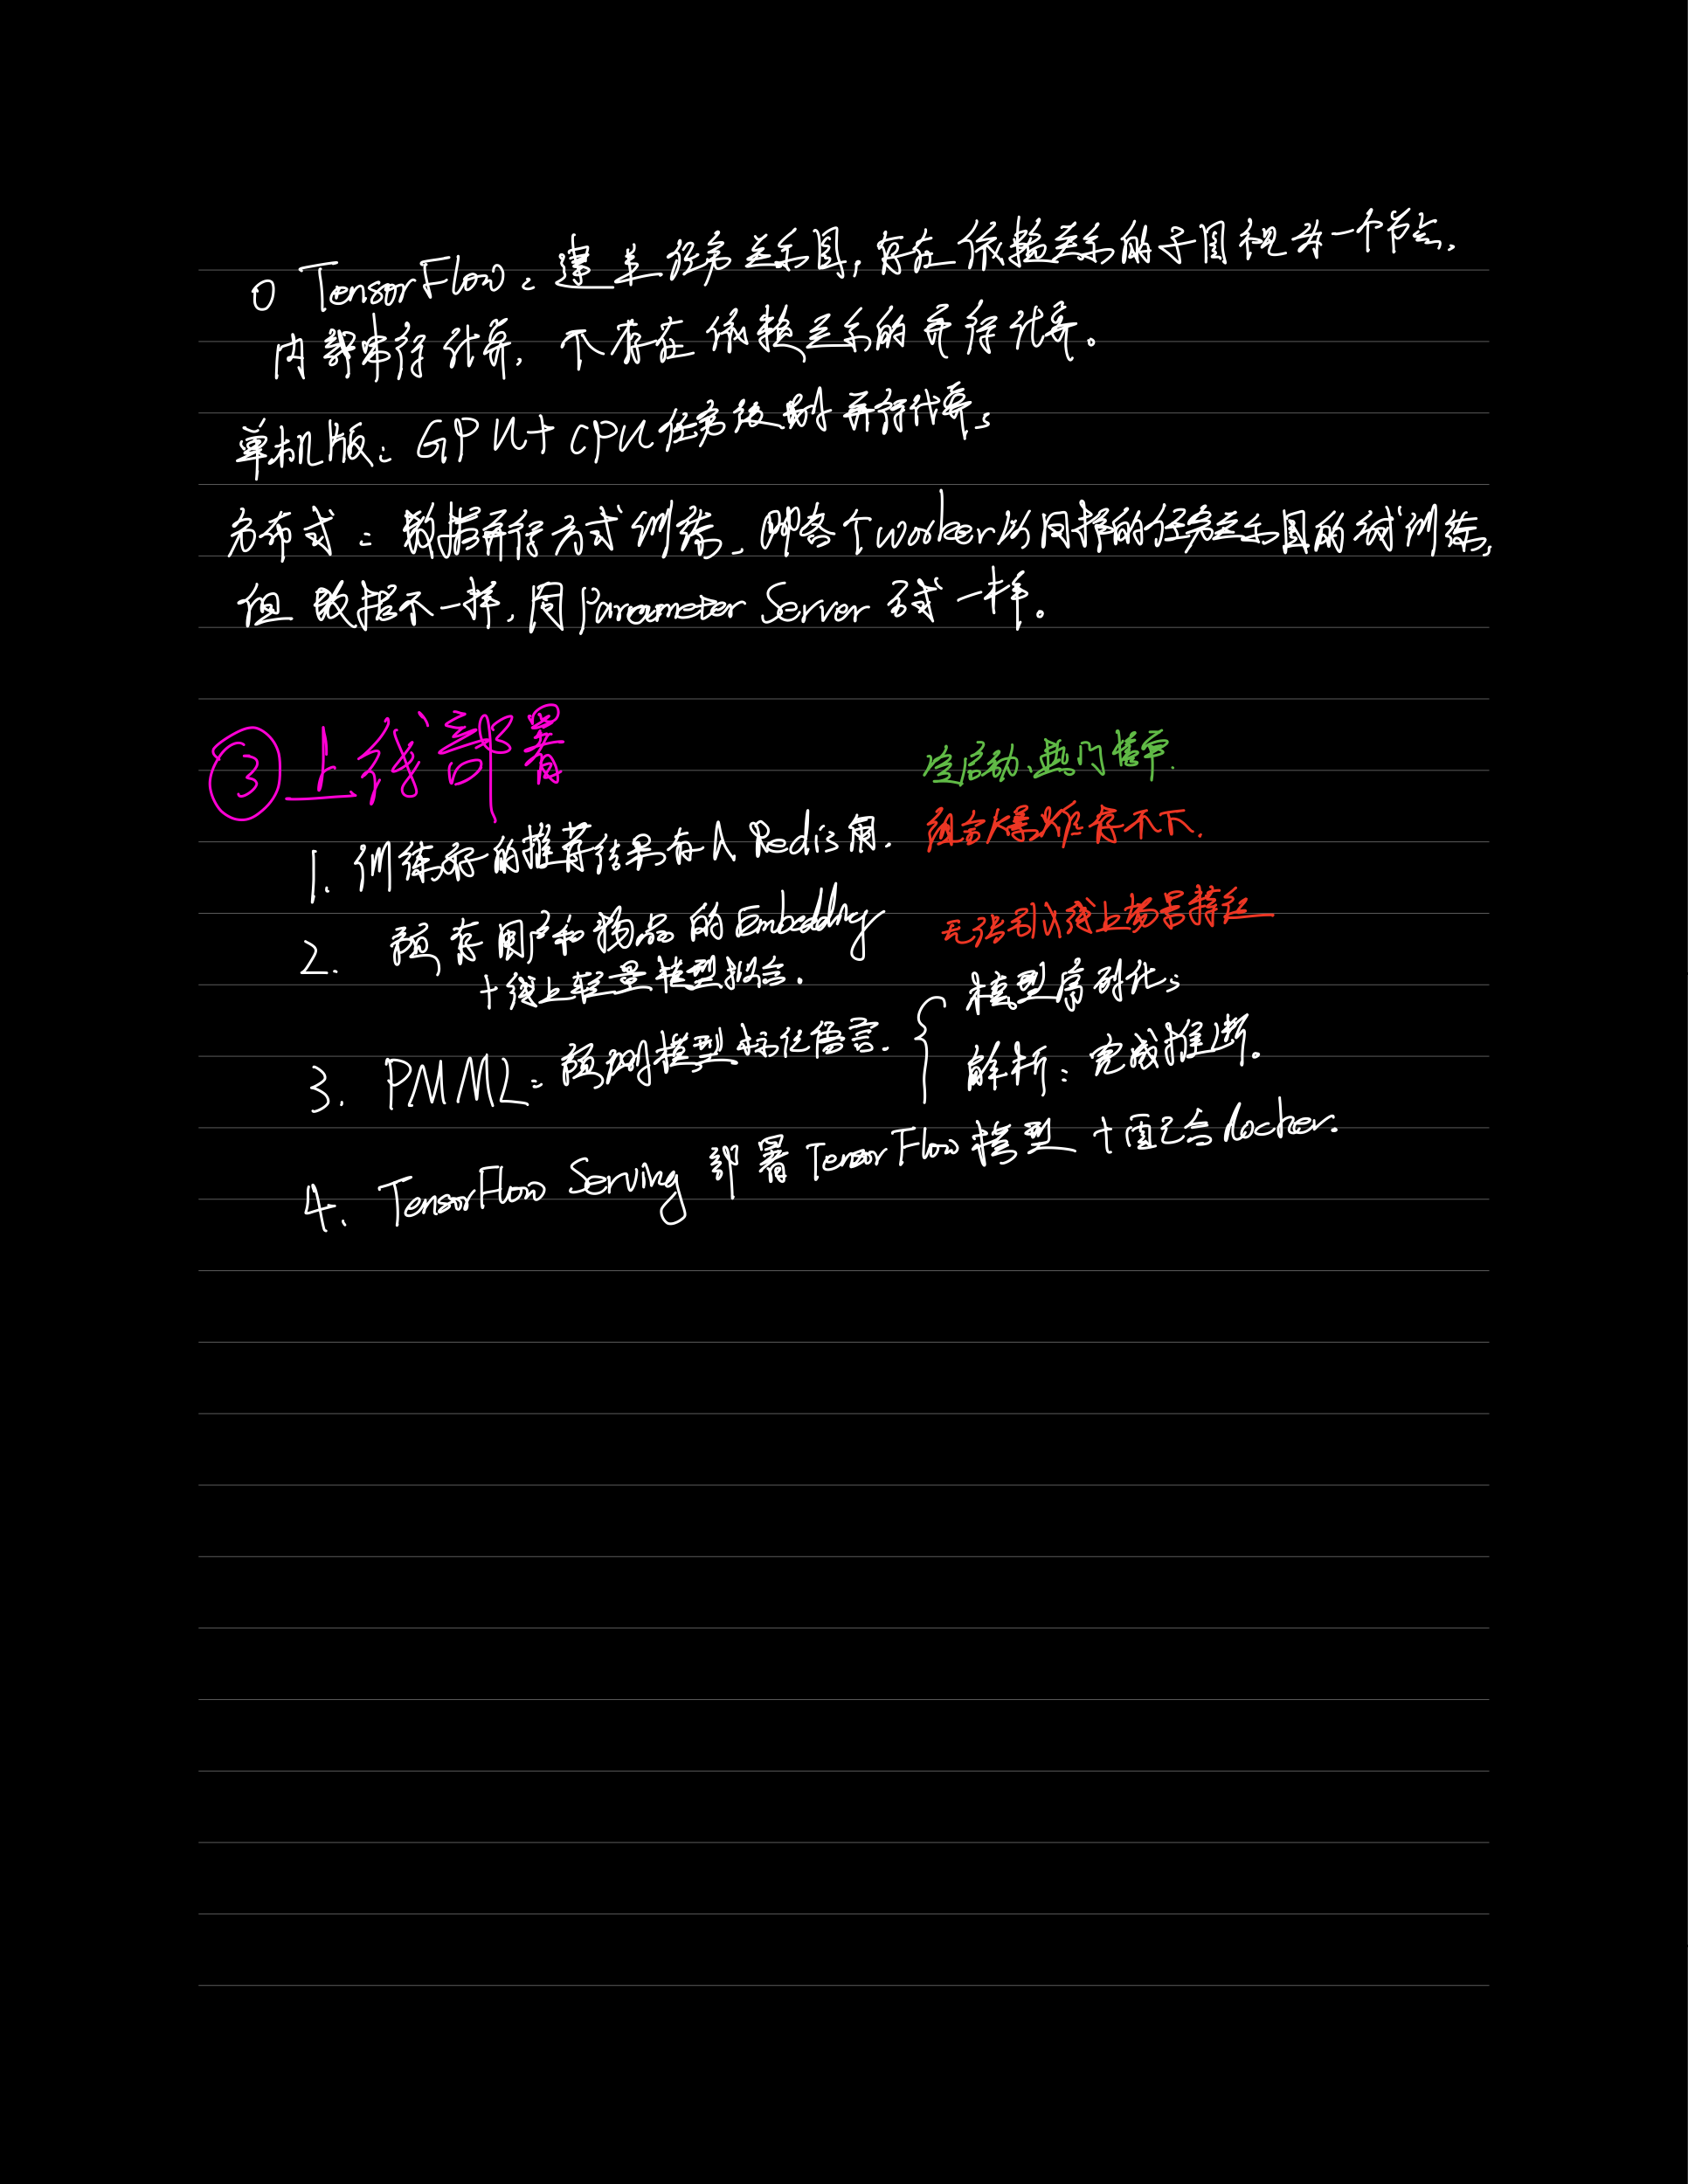 ○ TensorFlow：建立任务关系图，存在依赖关系的子图视为一个节点，
内部串行计算，不存在依赖关系的并行计算。
单机版：GPU+CPU任务级别并行计算；
分布式：数据并行方式训练，即各个worker以同样的任务关系图的方式训练，
但数据不一样，同Parameter Server方式一样。
③上线部署
冷启动、热门榜单.
1. 训练好的推荐结果存入Redis用.
组合爆炸存不下.
2. 预存用户和物品的Embedding
无法引入线上场景特征
+线上轻量模型拟合.
模型序列化；
3. PMML：预测模型标记语言.
解析：完成推断。
4. TensorFlow Serving 部署TensorFlow模型+配合docker.